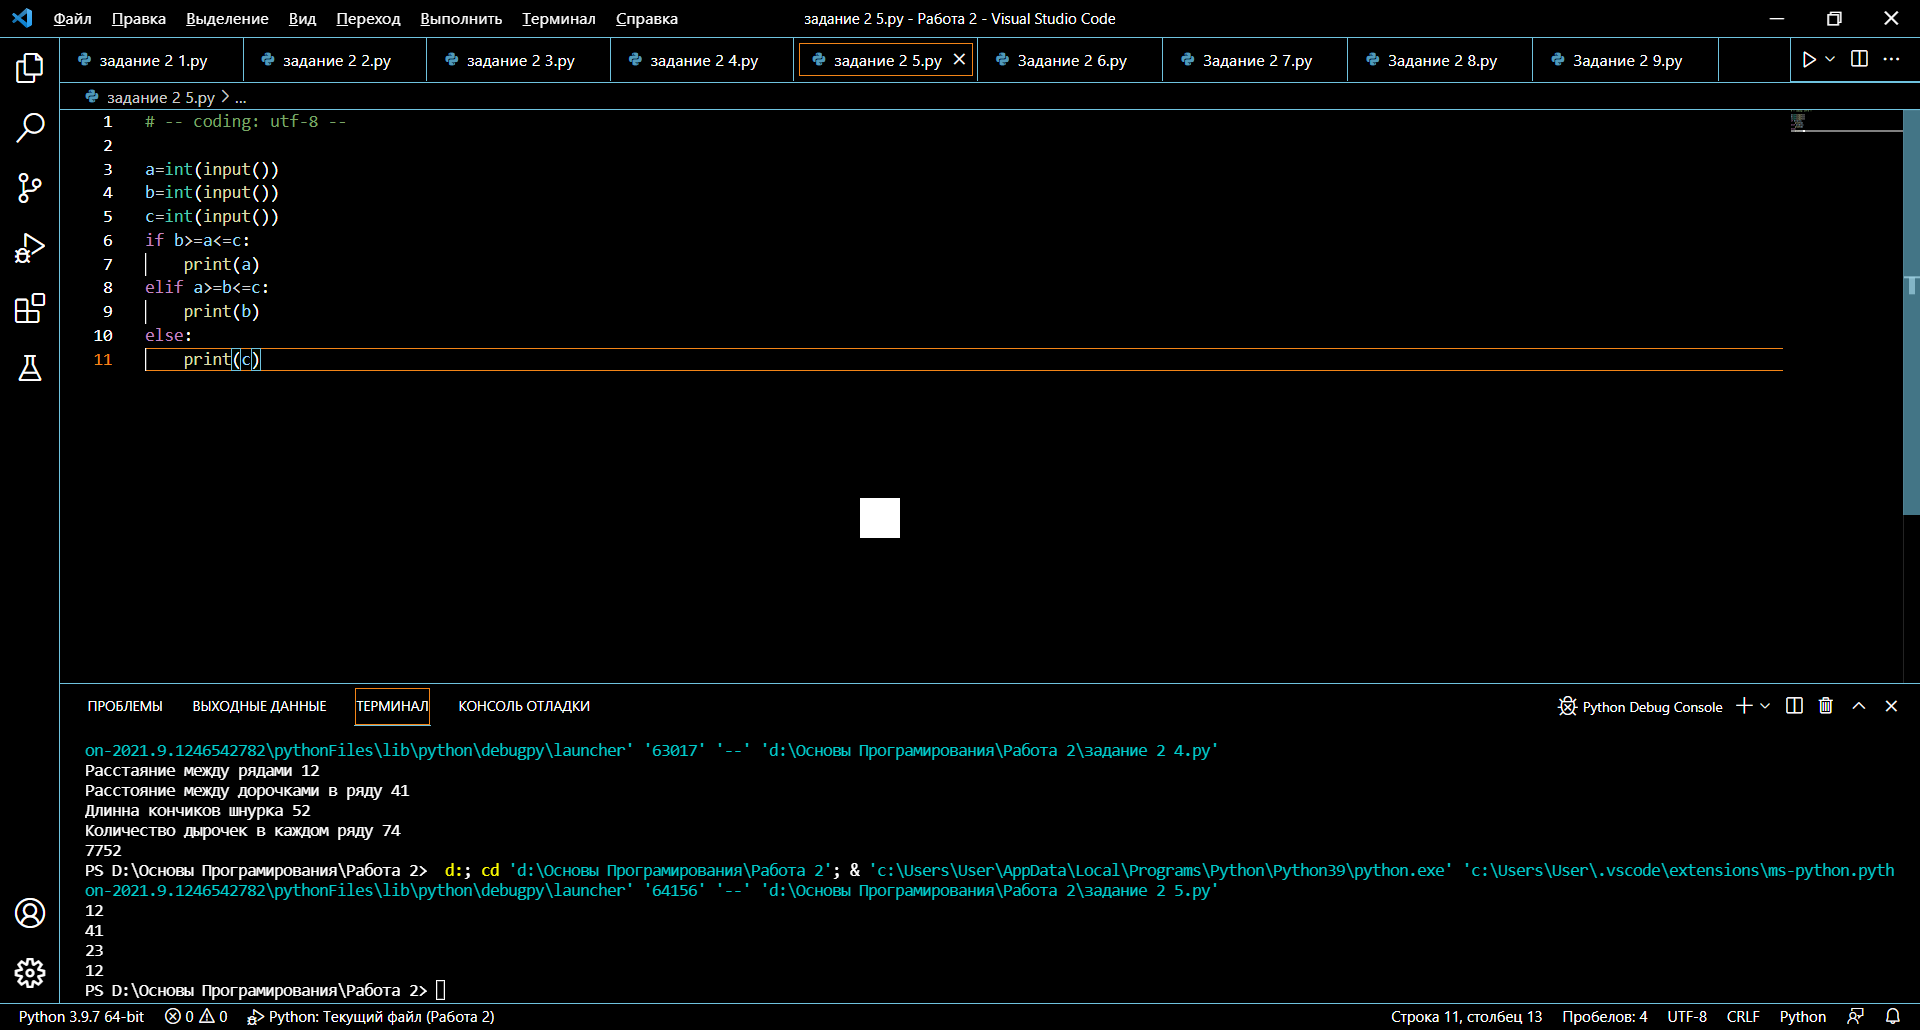 Файл Правка Выделение Вид Переход Выполнить Терминал Справка задание 2 5.py - Работа 2 - Visual Studio Code
задание 2 1.py задание 2 2.py задание 2 3.py задание 2 4.py задание 2 5.py Задание 2 6.py Задание 2 7.py Задание 2 8.py Задание 2 9.py
задание 2 5.py > ...
1 # -- coding: utf-8 --
2
3 a=int(input())
4 b=int(input())
5 c=int(input())
6 if b>=a<=c:
7 print(a)
8 elif a>=b<=c:
9 print(b)
10 else:
11 print(c)
ПРОБЛЕМЫ ВЫХОДНЫЕ ДАННЫЕ ТЕРМИНАЛ КОНСОЛЬ ОТЛАДКИ Python Debug Console
on-2021.9.1246542782\pythonFiles\lib\python\debugpy\launcher' '63017' '--' 'd:\Основы Програмирования\Работа 2\задание 2 4.py'
Расстаяние между рядами 12
Расстояние между дорочками в ряду 41
Длинна кончиков шнурка 52
Количество дырочек в каждом ряду 74
7752
PS D:\Основы Програмирования\Работа 2> d:; cd 'd:\Основы Програмирования\Работа 2'; & 'c:\Users\User\AppData\Local\Programs\Python\Python39\python.exe' 'c:\Users\User\.vscode\extensions\ms-python.pyth
on-2021.9.1246542782\pythonFiles\lib\python\debugpy\launcher' '64156' '--' 'd:\Основы Програмирования\Работа 2\задание 2 5.py'
12
41
23
12
PS D:\Основы Програмирования\Работа 2>
Python 3.9.7 64-bit 0 0 Python: Текущий файл (Работа 2) Строка 11, столбец 13 Пробелов: 4 UTF-8 CRLF Python